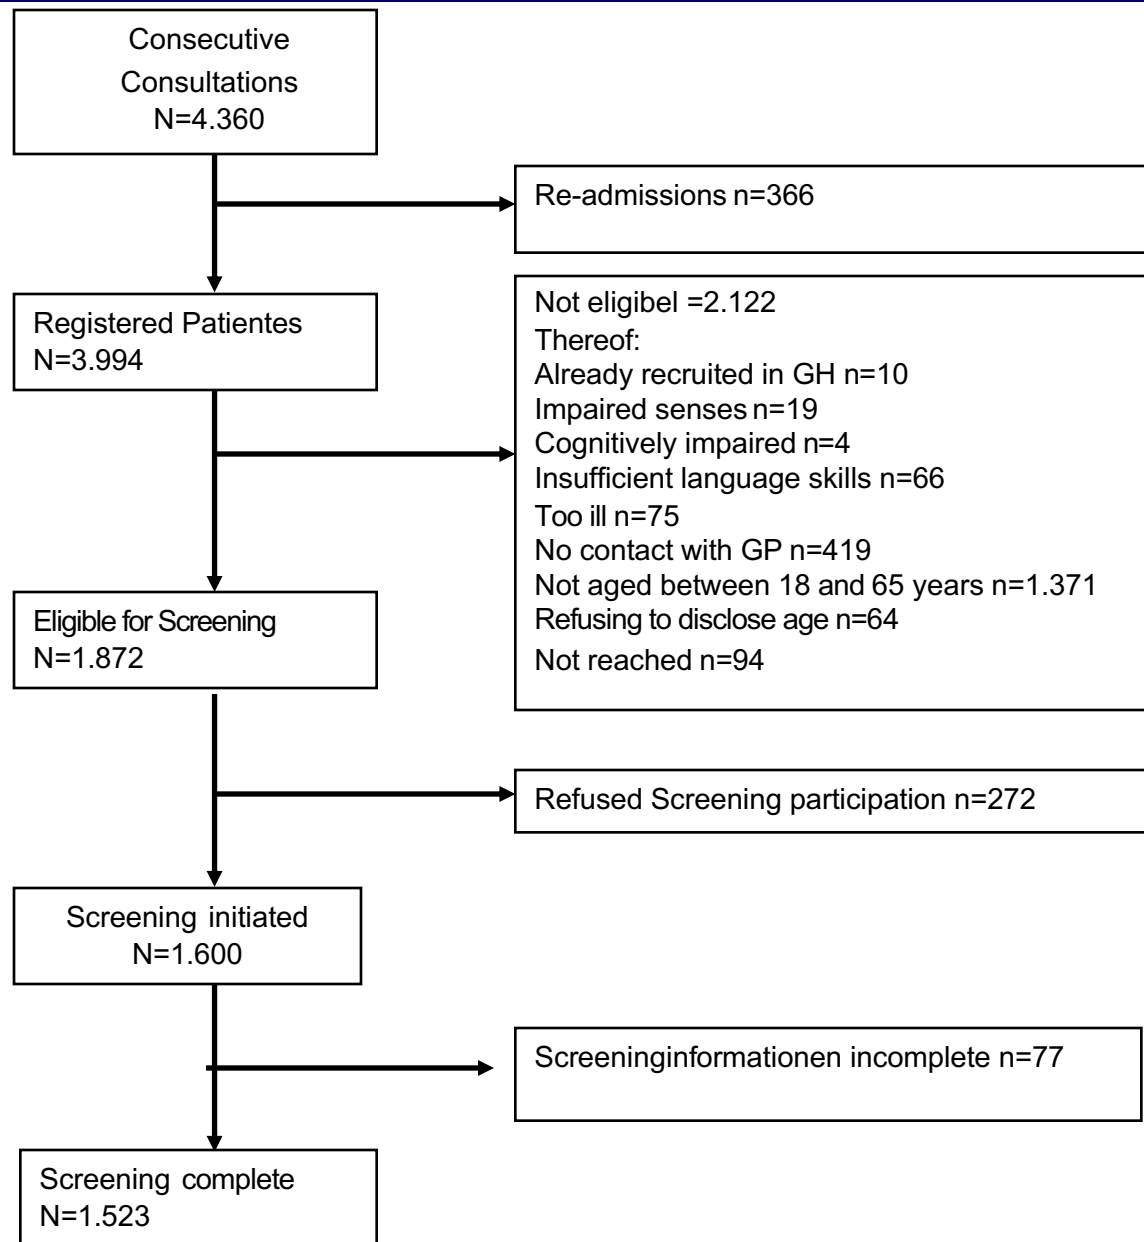 Consecutive
Consultations
N=4.360
Re-admissions n=366
Registered Patientes
N=3.994
Not eligibel =2.122
Thereof:
Already recruited in GH n=10
Impaired senses n=19
Cognitively impaired n=4
Insufficient language skills n=66
Too ill n=75
No contact with GP n=419
Not aged between 18 and 65 years n=1.371
Refusing to disclose age n=64
Not reached n=94
Eligible for Screening
N=1.872
Refused Screening participation n=272
Screening initiated
N=1.600
Screeninginformationen incomplete n=77
Screening complete
N=1.523